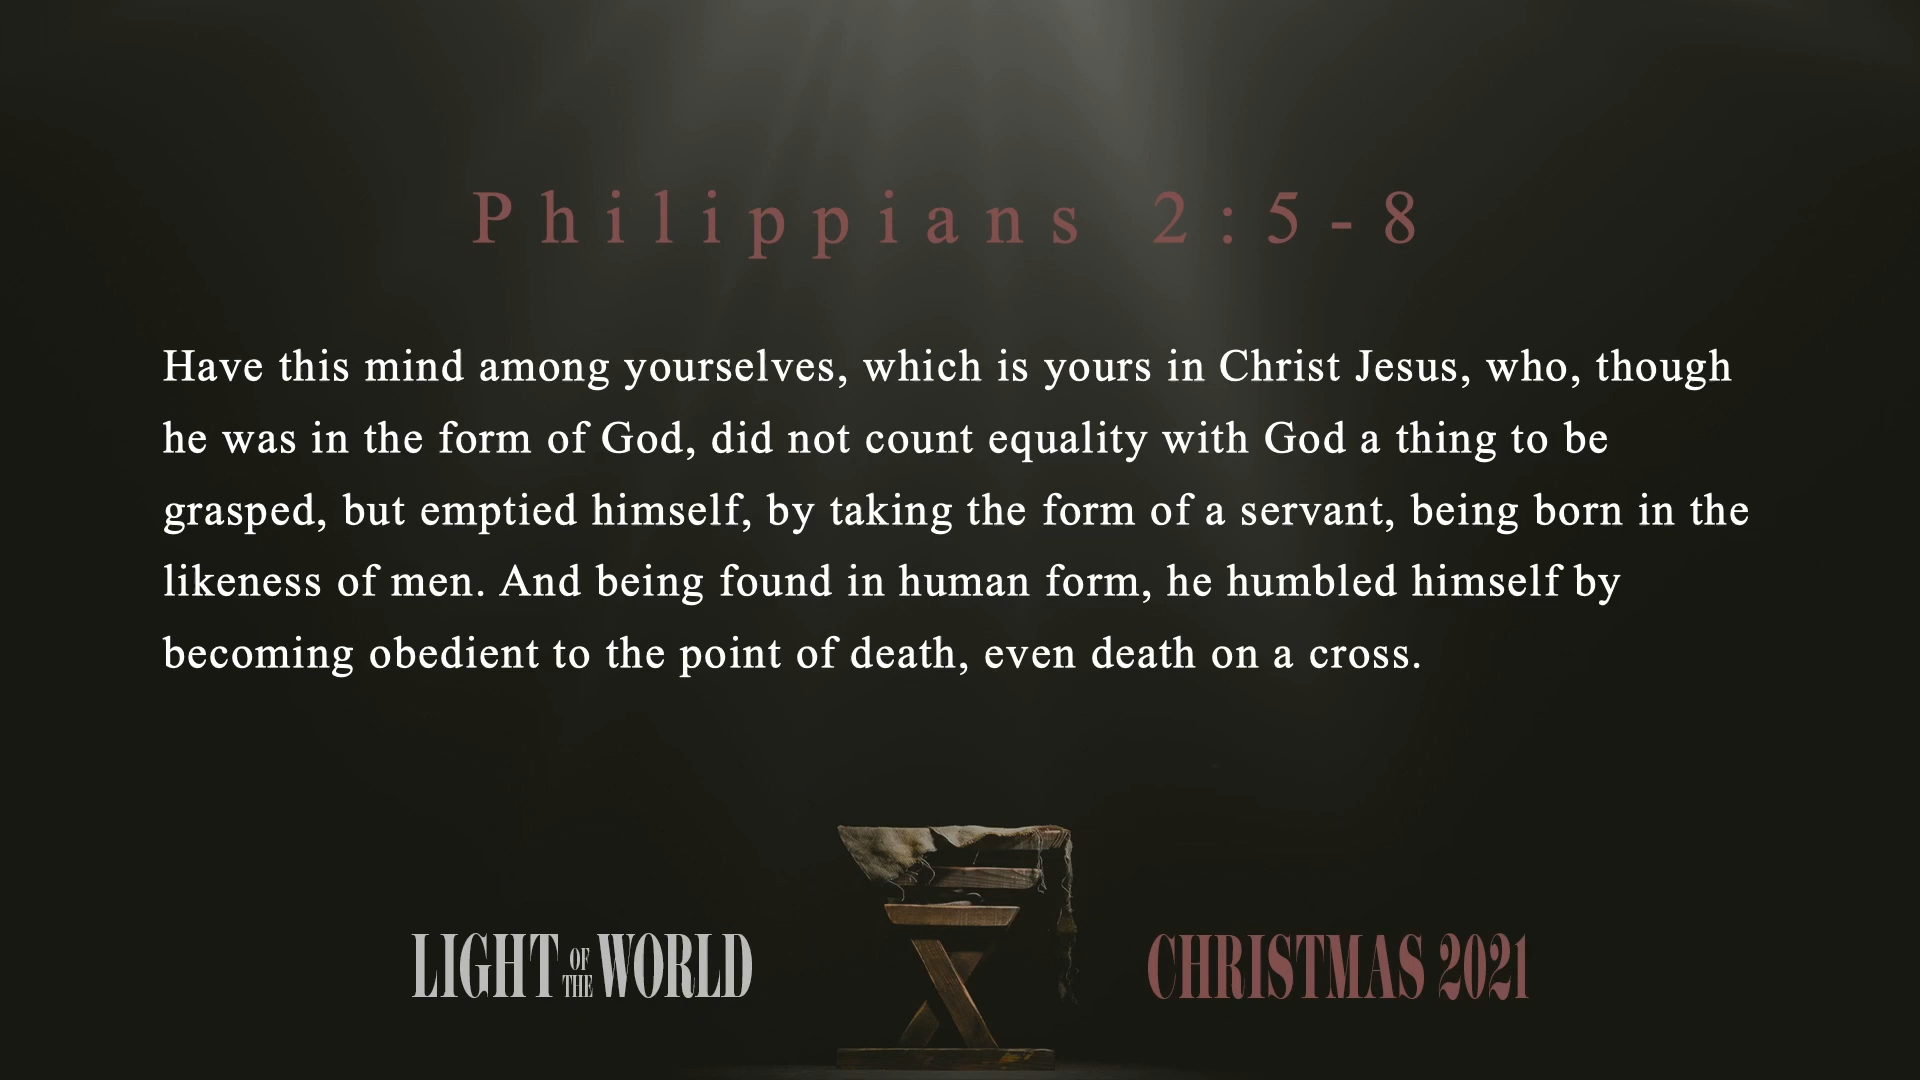 Philippians 2:5-8
Have this mind among yourselves, which is yours in Christ Jesus, who, though
he was in the form of God, did not count equality with God a thing to be
grasped, but emptied himself, by taking the form of a servant, being born in the
likeness of men. And being found in human form, he humbled himself by
becoming obedient to the point of death, even death on a cross.
LIGHT OF THE WORLD
CHRISTMAS 2021